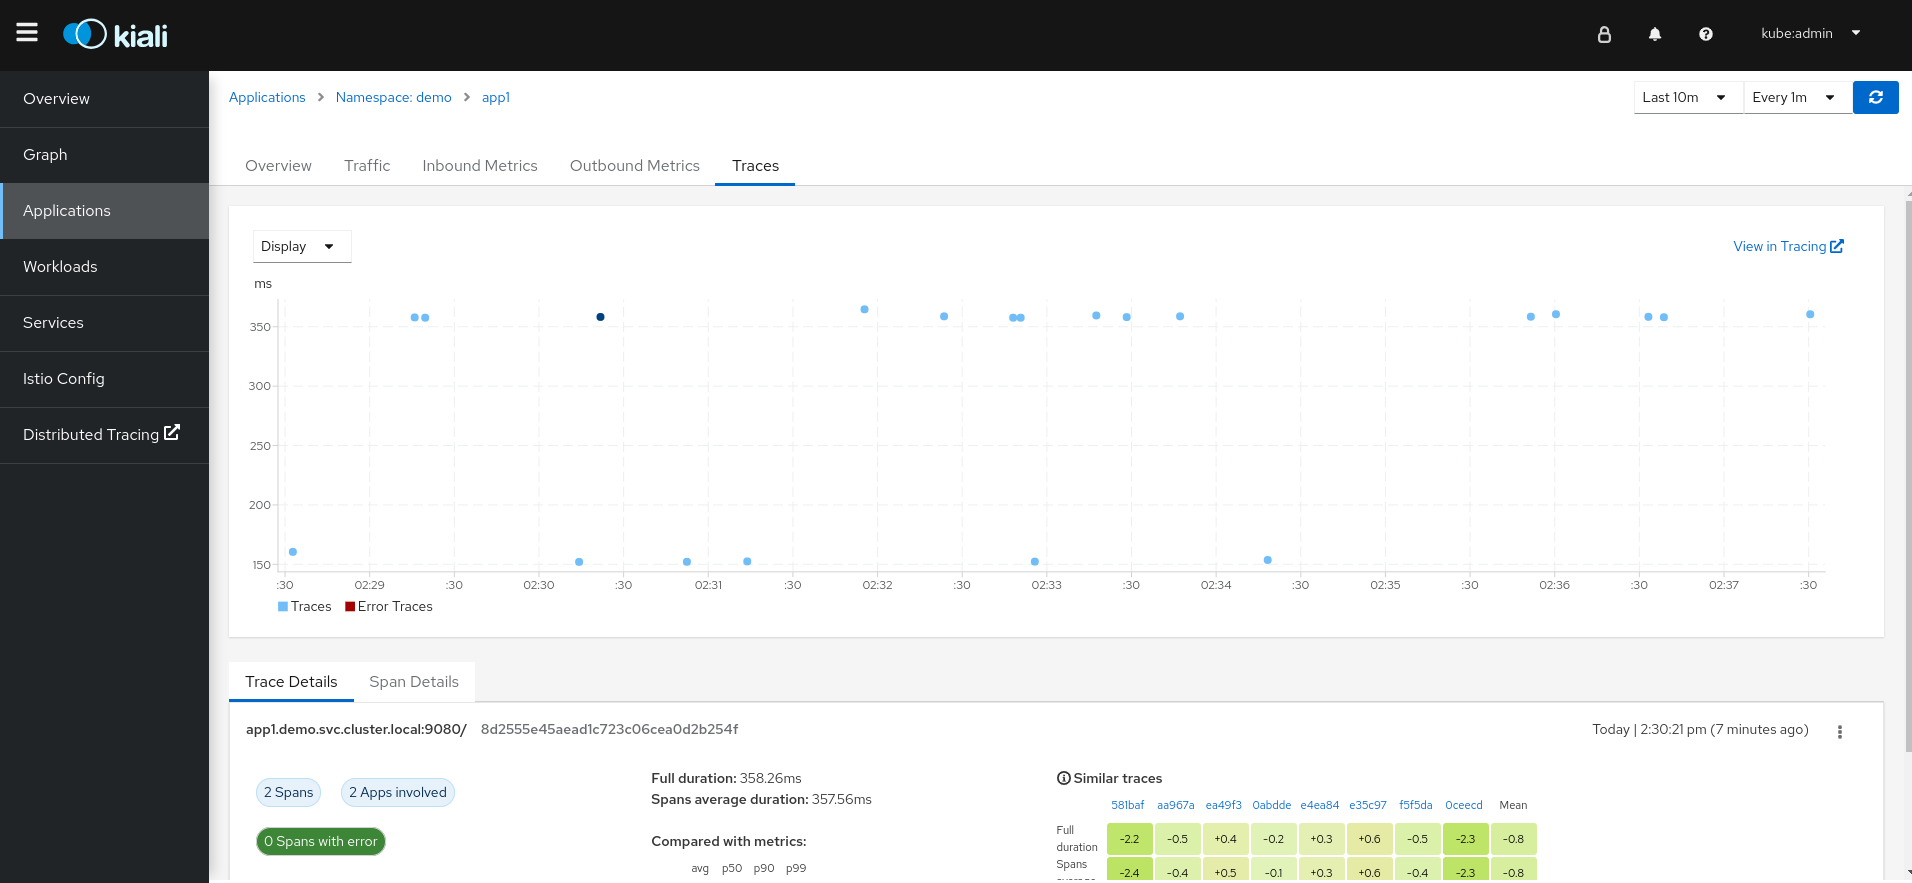 kiali
kube:admin
Overview
Graph
Applications
Workloads
Services
Istio Config
Distributed Tracing
Applications > Namespace: demo > app1
Last 10m Every 1m
Overview Traffic Inbound Metrics Outbound Metrics Traces
Display
View in Tracing
ms
350
300
250
200
150
:30 02:29 :30 02:30 :30 02:31 :30 02:32 :30 02:33 :30 02:34 :30 02:35 :30 02:36 :30 02:37 :30
Traces Error Traces
Trace Details Span Details
app1.demo.svc.cluster.local:9080/ 8d2555e45aead1c723c06cea0d2b254f
Today | 2:30:21 pm (7 minutes ago)
2 Spans 2 Apps involved
0 Spans with error
Full duration: 358.26ms
Spans average duration: 357.56ms
Compared with metrics:
avg p50 p90 p99
Similar traces
581baf aa967a ea49f3 0abdde e4ea84 e35c97 f5f5da 0ceecd Mean
Full duration -2.2 -0.5 +0.4 -0.2 +0.3 +0.6 -0.5 -2.3 -0.8
Spans -2.4 -0.4 +0.5 -0.1 +0.3 +0.6 -0.4 -2.3 -0.8